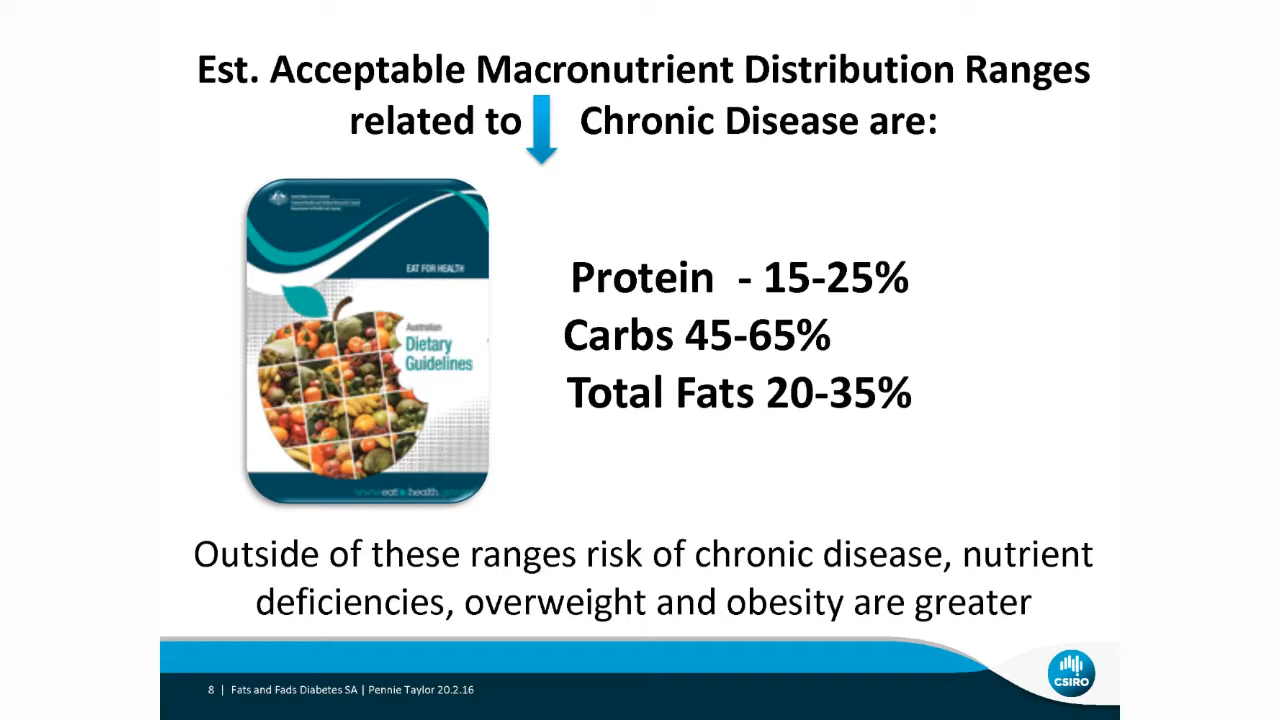 Est. Acceptable Macronutrient Distribution Ranges
related to Chronic Disease are:
EAT FOR HEALTH
Australian
Dietary
Guidelines
Protein - 15-25%
Carbs 45-65%
Total Fats 20-35%
Outside of these ranges risk of chronic disease, nutrient
deficiencies, overweight and obesity are greater
8 | Fats and Fads Diabetes SA | Pennie Taylor 20.2.16
CSIRO